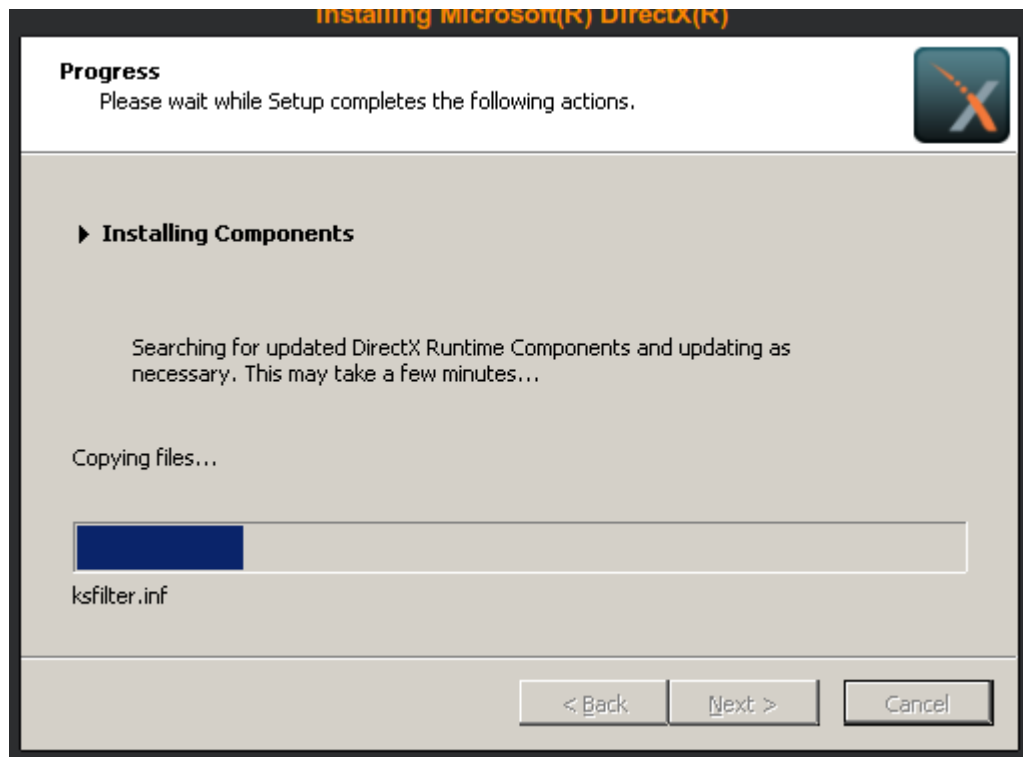 Installing Microsoft(R) DirectX(R)
Progress
Please wait while Setup completes the following actions.
Installing Components
Searching for updated DirectX Runtime Components and updating as
necessary. This may take a few minutes...
Copying files...
ksfilter.inf
< Back
Next >
Cancel